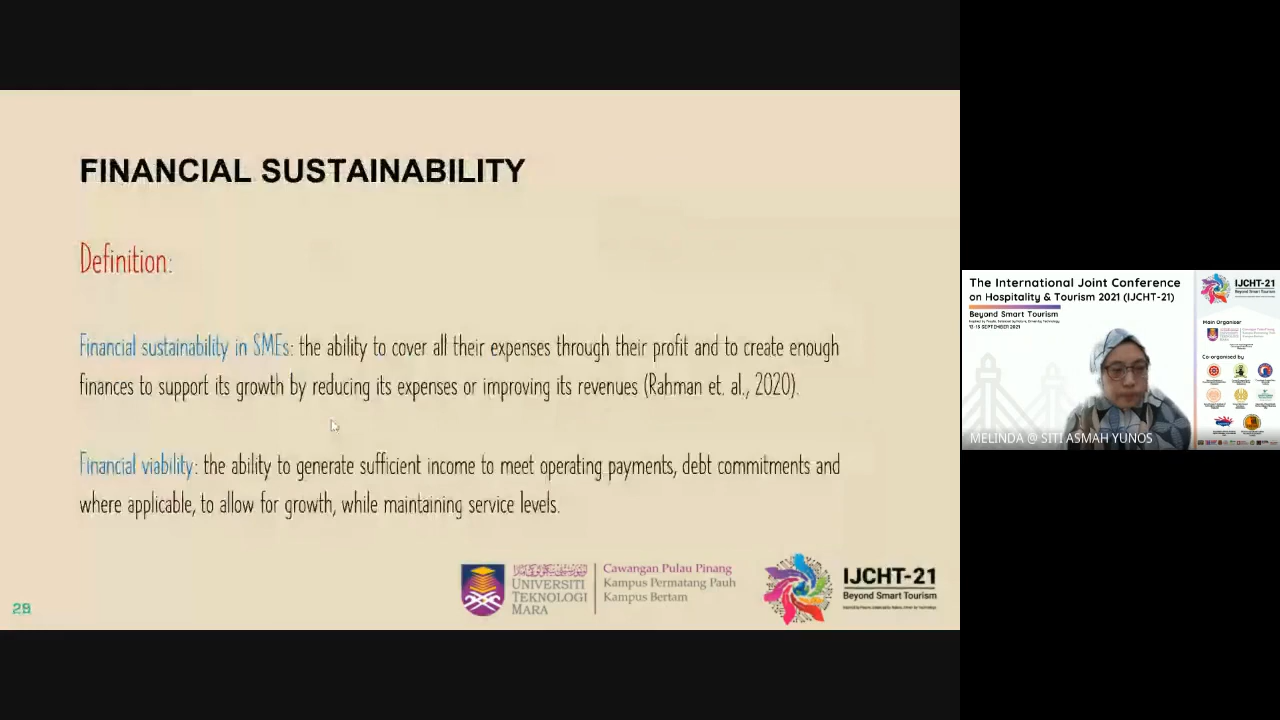 FINANCIAL SUSTAINABILITY
Definition:
Financial sustainability in SMEs: the ability to cover all their expenses through their profit and to create enough
finances to support its growth by reducing its expenses or improving its revenues (Rahman et. al., 2020).
Financial viability: the ability to generate sufficient income to meet operating payments, debt commitments and
where applicable, to allow for growth, while maintaining service levels.
UNIVERSITI
TEKNOLOGI
MARA
Cawangan Pulau Pinang
Kampus Permatang Pauh
Kampus Bertam
IJCHT-21
Beyond Smart Tourism
The International Joint Conference
on Hospitality & Tourism 2021 (IJCHT-21)
Beyond Smart Tourism
13-15 SEPTEMBER 2021
IJCHT-21
Beyond Smart Tourism
Main Organiser
Co-organised by
MELINDA @ SITI ASMAH YUNOS